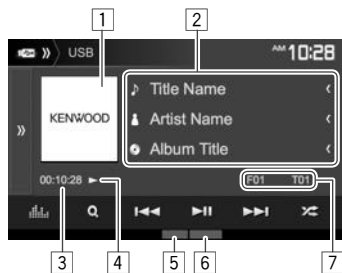 1
2
USB
AM 10:28
KENWOOD
Title Name
Artist Name
Album Title
00:10:28
F01 T01
3
4
5
6
7